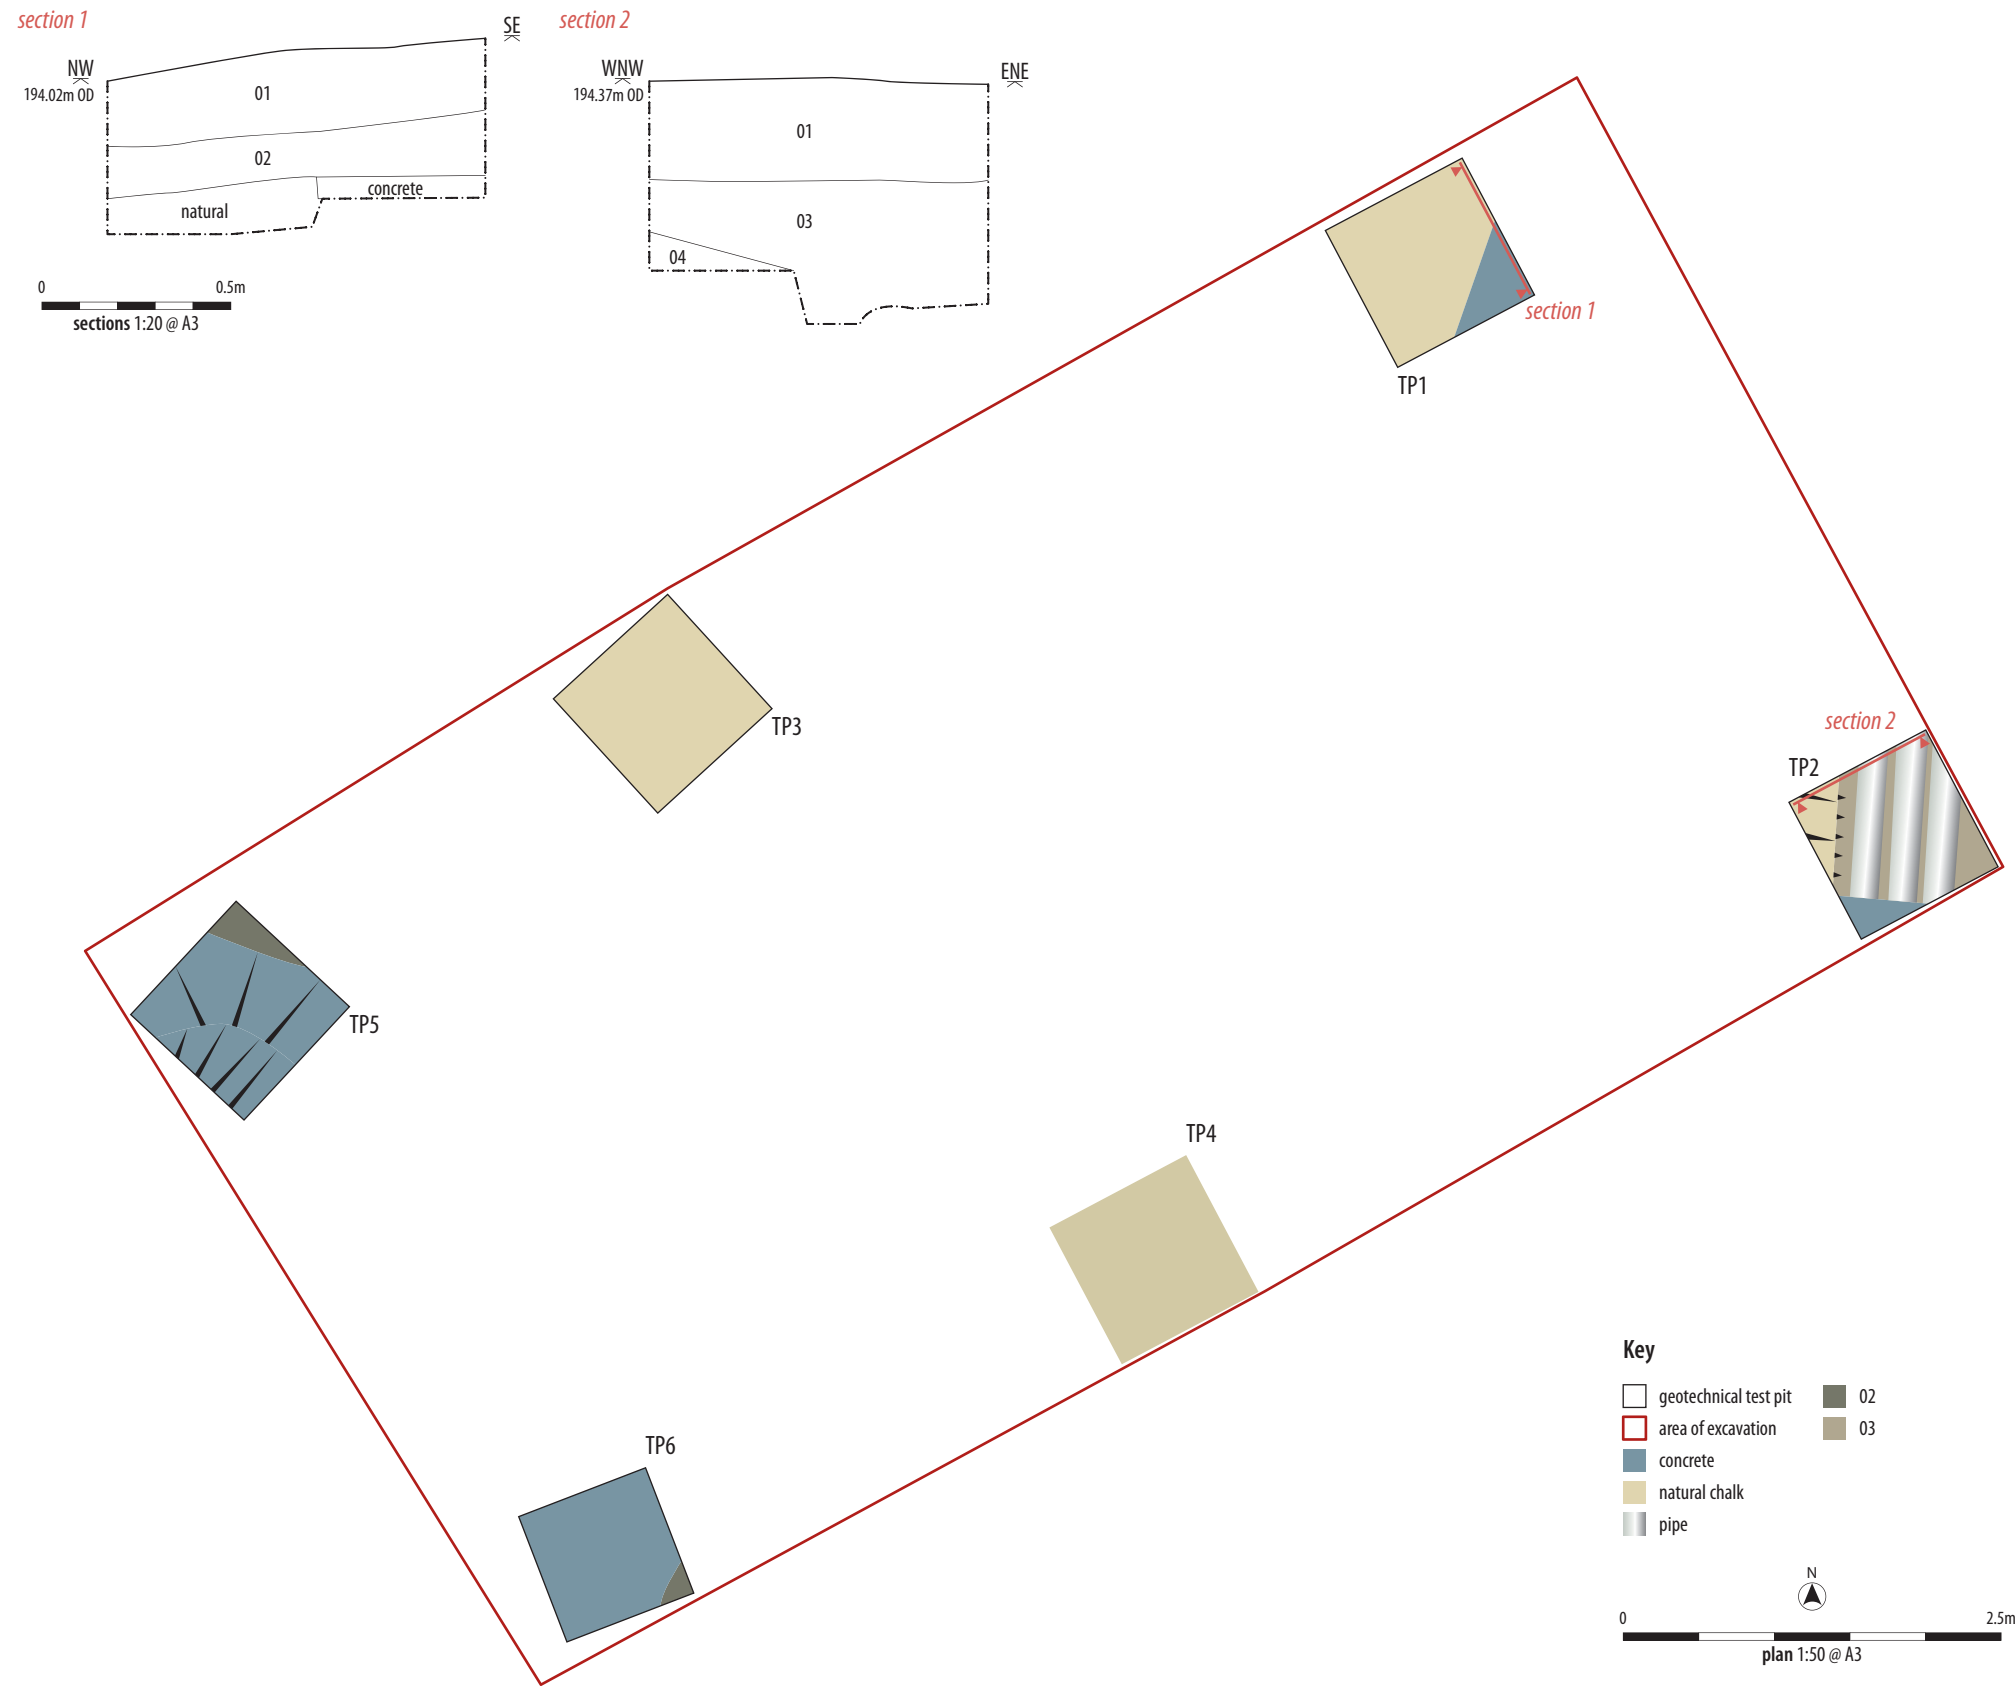 section 1
NW
194.02m OD
SE
01
02
natural
concrete
0 0.5m
sections 1:20 @ A3
section 2
WNW
194.37m OD
ENE
01
03
04
section 1
TP1
TP3
section 2
TP2
TP5
TP4
TP6
Key
geotechnical test pit
area of excavation
concrete
natural chalk
pipe
02
03
N
0 2.5m
plan 1:50 @ A3